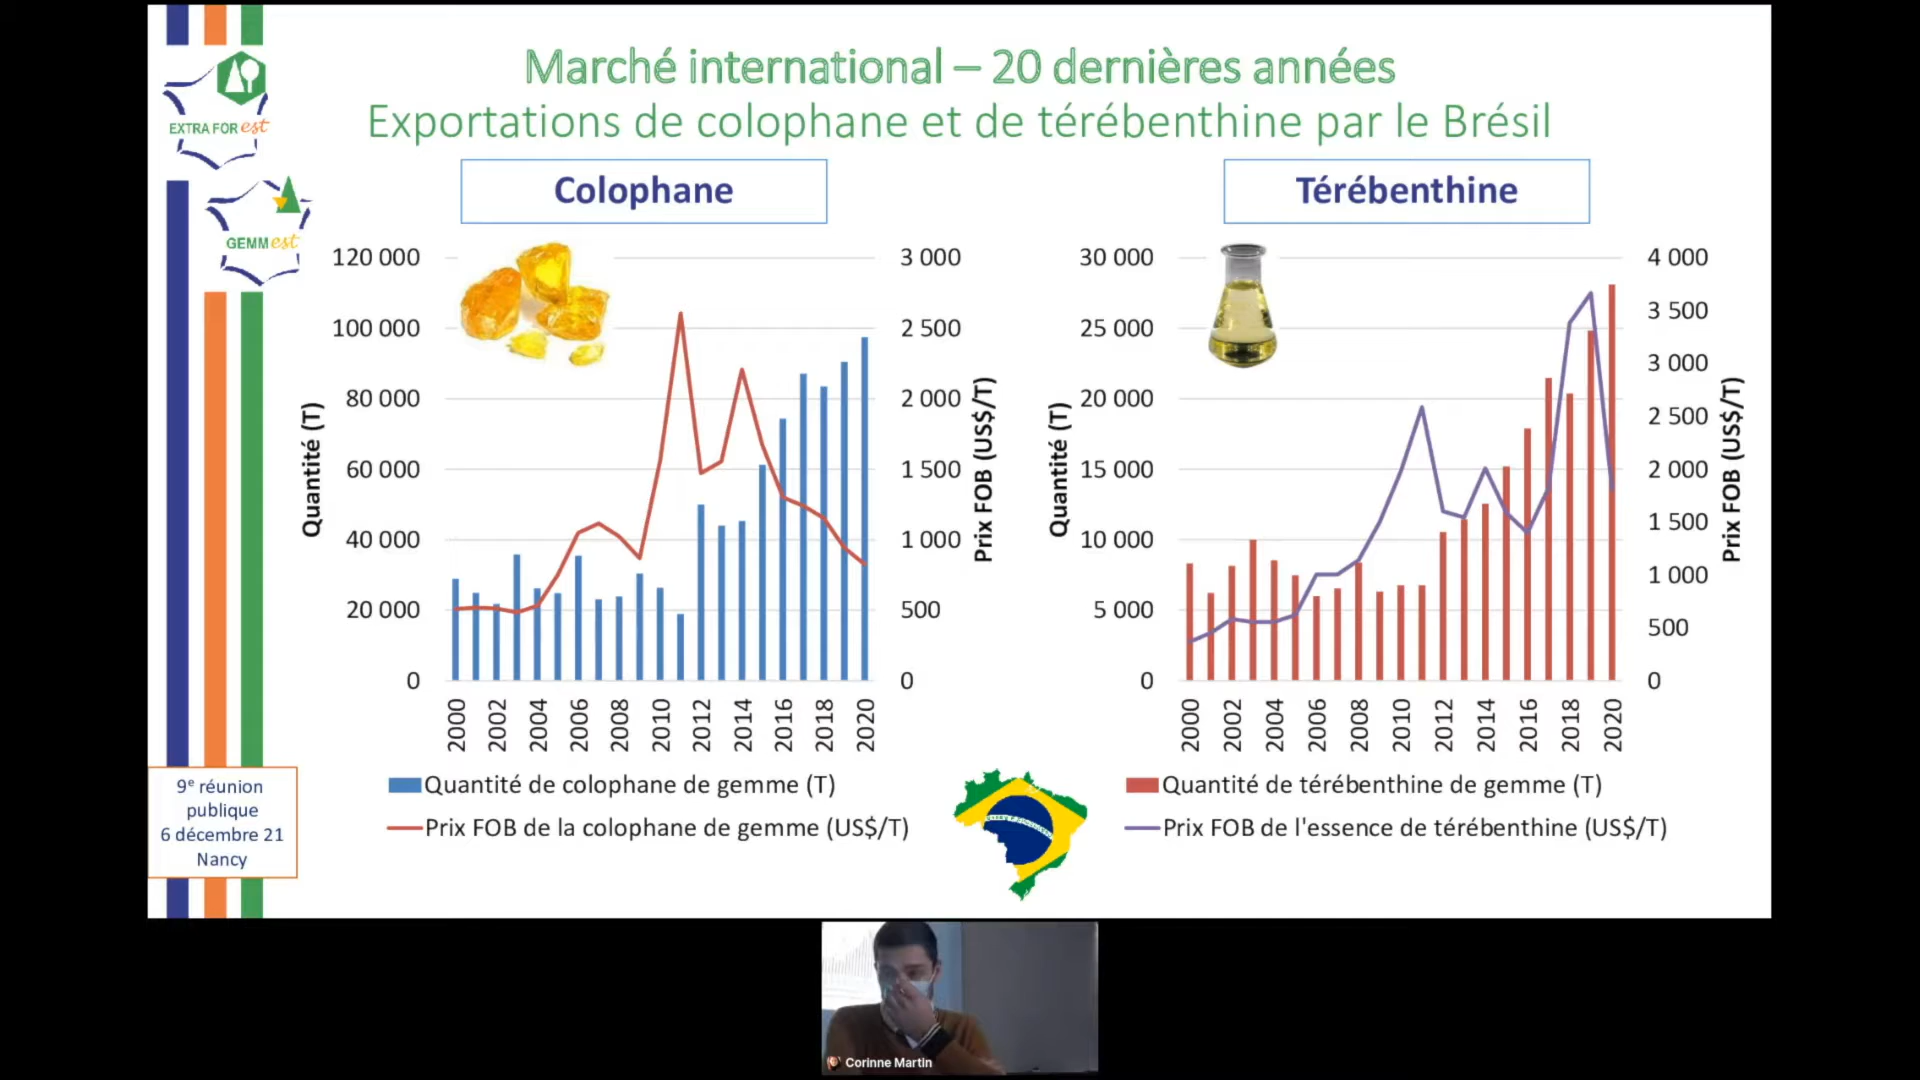 Marché international – 20 dernières années
Exportations de colophane et de térébenthine par le Brésil
EXTRA FOR est
GEMM est
Colophane
Térébenthine
120 000
100 000
80 000
60 000
40 000
20 000
0
Quantité (T)
3 000
2 500
2 000
1 500
1 000
500
0
Prix FOB (US$/T)
2000 2002 2004 2006 2008 2010 2012 2014 2016 2018 2020
Quantité de colophane de gemme (T)
Prix FOB de la colophane de gemme (US$/T)
30 000
25 000
20 000
15 000
10 000
5 000
0
Quantité (T)
4 000
3 500
3 000
2 500
2 000
1 500
1 000
500
0
Prix FOB (US$/T)
2000 2002 2004 2006 2008 2010 2012 2014 2016 2018 2020
Quantité de térébenthine de gemme (T)
Prix FOB de l'essence de térébenthine (US$/T)
9e réunion
publique
6 décembre 21
Nancy
Corinne Martin